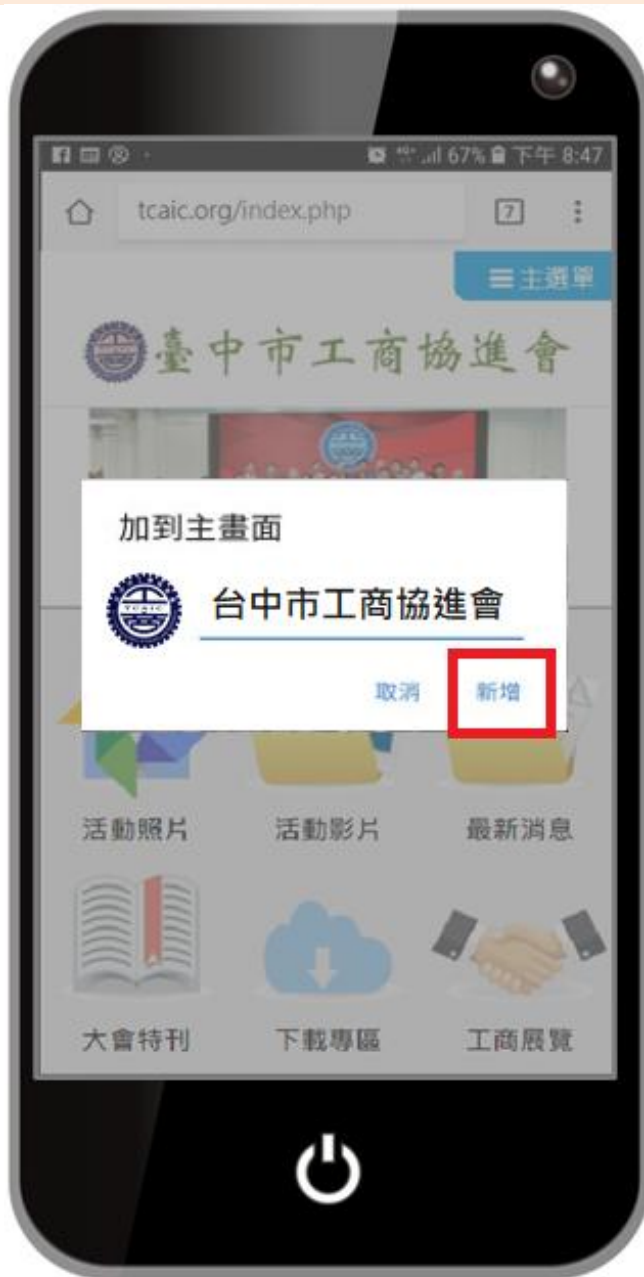 67% 下午 8:47
tcaic.org/index.php
7
主選單
臺中市工商協進會
加到主畫面
TCAIC
台中市工商協進會
取消 新增
活動照片 活動影片 最新消息
大會特刊 下載專區 工商展覽